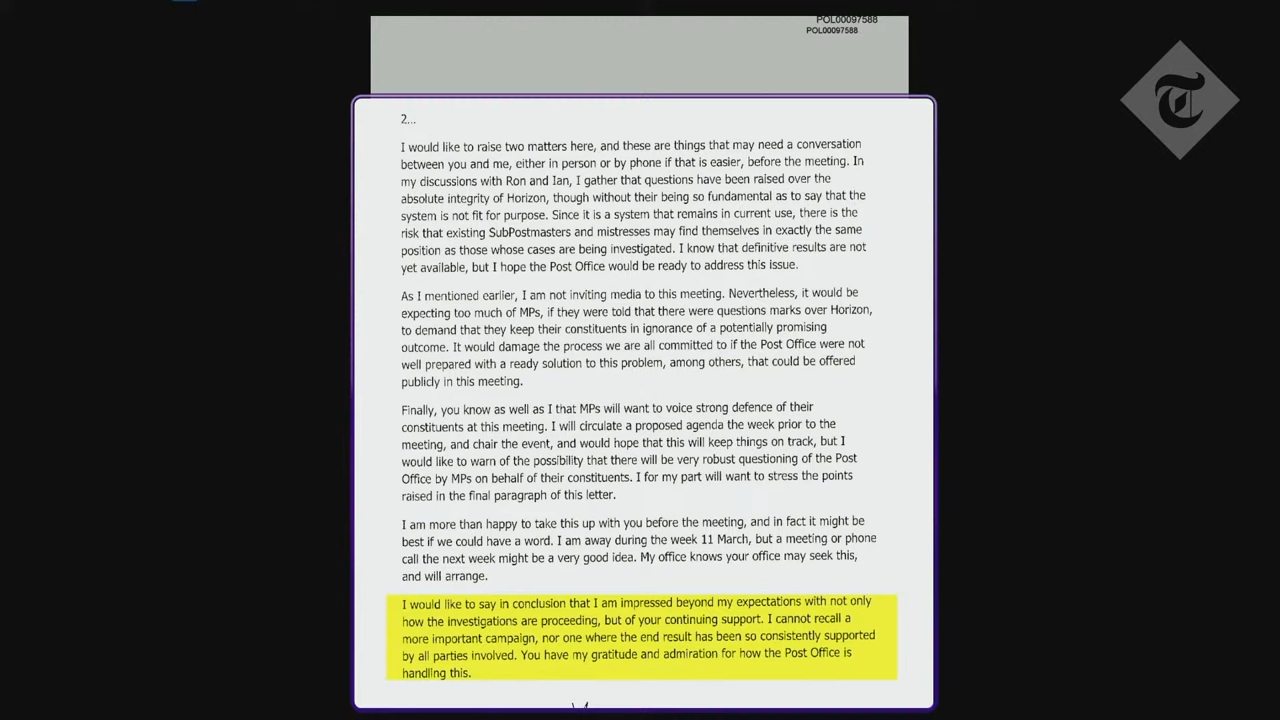 POL00097588
POL00097588
2...
I would like to raise two matters here, and these are things that may need a conversation
between you and me, either in person or by phone if that is easier, before the meeting. In
my discussions with Ron and Ian, I gather that questions have been raised over the
absolute integrity of Horizon, though without their being so fundamental as to say that the
system is not fit for purpose. Since it is a system that remains in current use, there is the
risk that existing SubPostmasters and mistresses may find themselves in exactly the same
position as those whose cases are being investigated. I know that definitive results are not
yet available, but I hope the Post Office would be ready to address this issue.
As I mentioned earlier, I am not inviting media to this meeting. Nevertheless, it would be
expecting too much of MPs, if they were told that there were questions marks over Horizon,
to demand that they keep their constituents in ignorance of a potentially promising
outcome. It would damage the process we are all committed to if the Post Office were not
well prepared with a ready solution to this problem, among others, that could be offered
publicly in this meeting.
Finally, you know as well as I that MPs will want to voice strong defence of their
constituents at this meeting. I will circulate a proposed agenda the week prior to the
meeting, and chair the event, and would hope that this will keep things on track, but I
would like to warn of the possibility that there will be very robust questioning of the Post
Office by MPs on behalf of their constituents. I for my part will want to stress the points
raised in the final paragraph of this letter.
I am more than happy to take this up with you before the meeting, and in fact it might be
best if we could have a word. I am away during the week 11 March, but a meeting or phone
call the next week might be a very good idea. My office knows your office may seek this,
and will arrange.
I would like to say in conclusion that I am impressed beyond my expectations with not only
how the investigations are proceeding, but of your continuing support. I cannot recall a
more important campaign, nor one where the end result has been so consistently supported
by all parties involved. You have my gratitude and admiration for how the Post Office is
handling this.
T